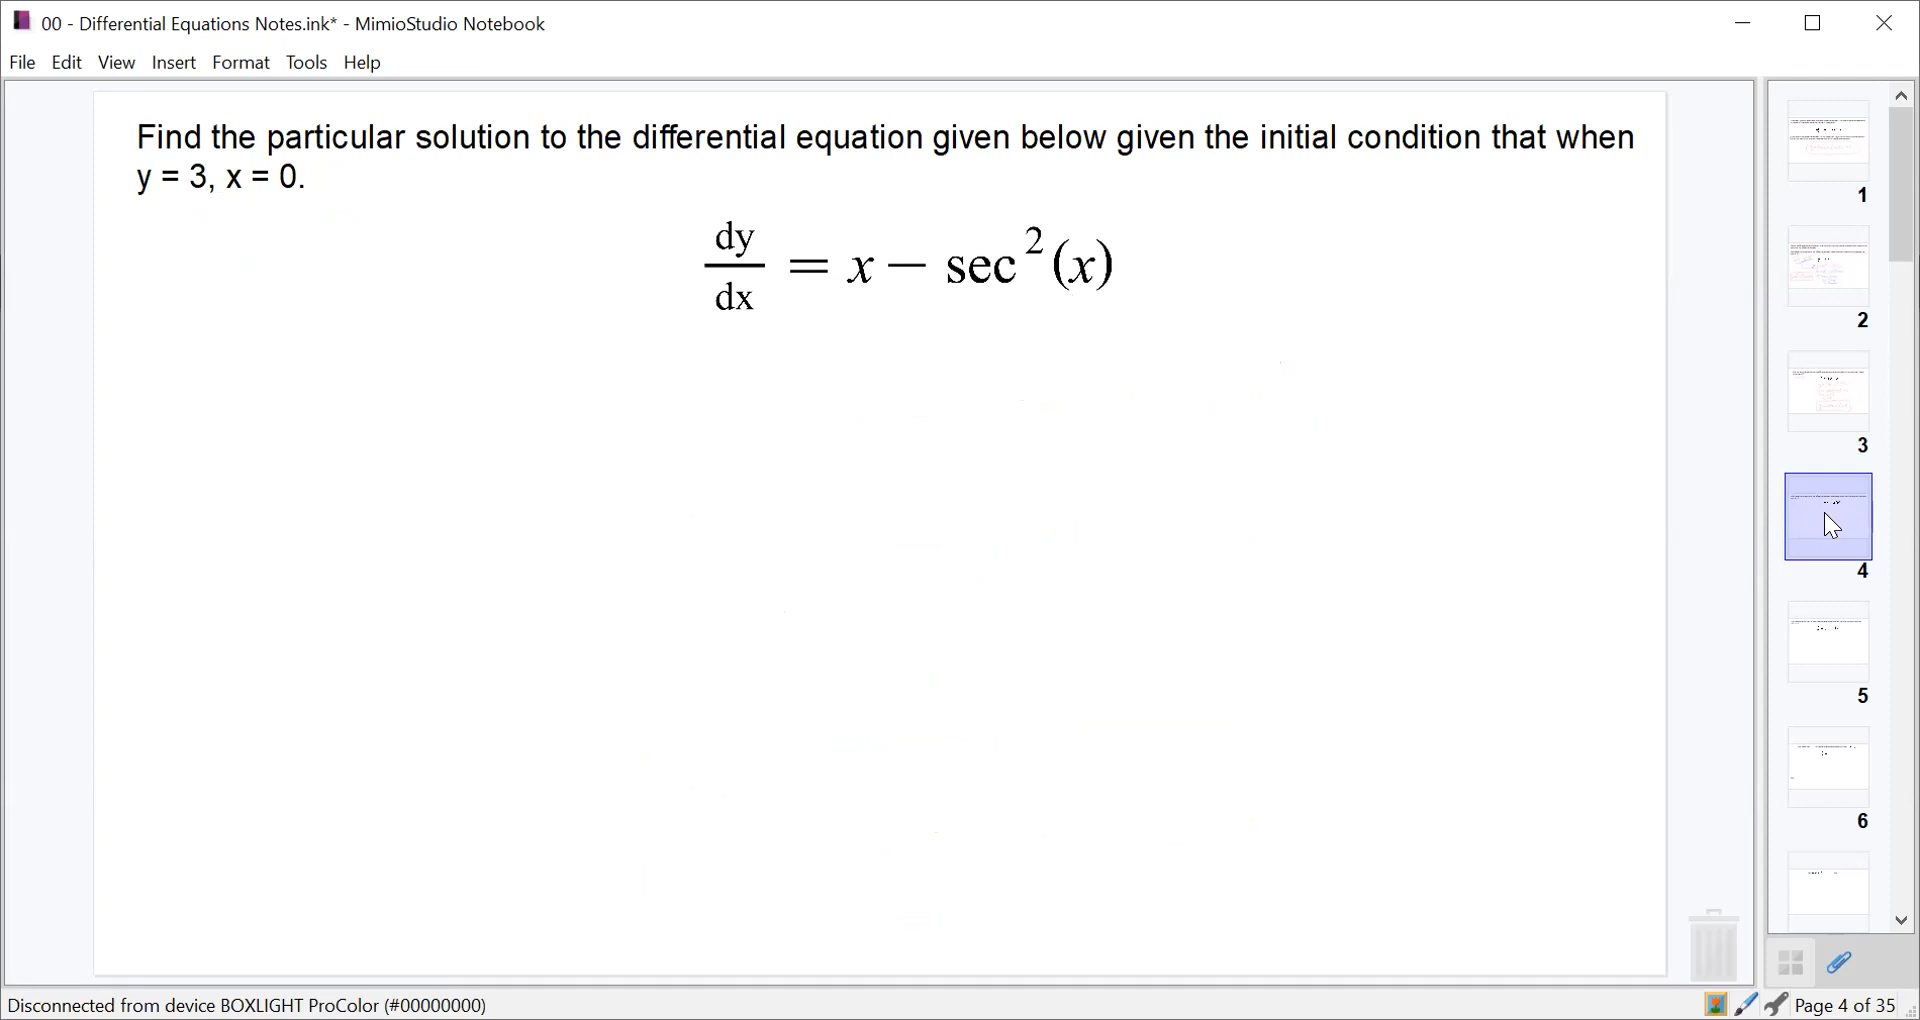 00 - Differential Equations Notes.ink* - MimioStudio Notebook
File Edit View Insert Format Tools Help
Find the particular solution to the differential equation given below given the initial condition that when
y = 3, x = 0.
dy/dx = x − sec²(x)
1
2
3
4
5
6
Disconnected from device BOXLIGHT ProColor (#00000000)
Page 4 of 35